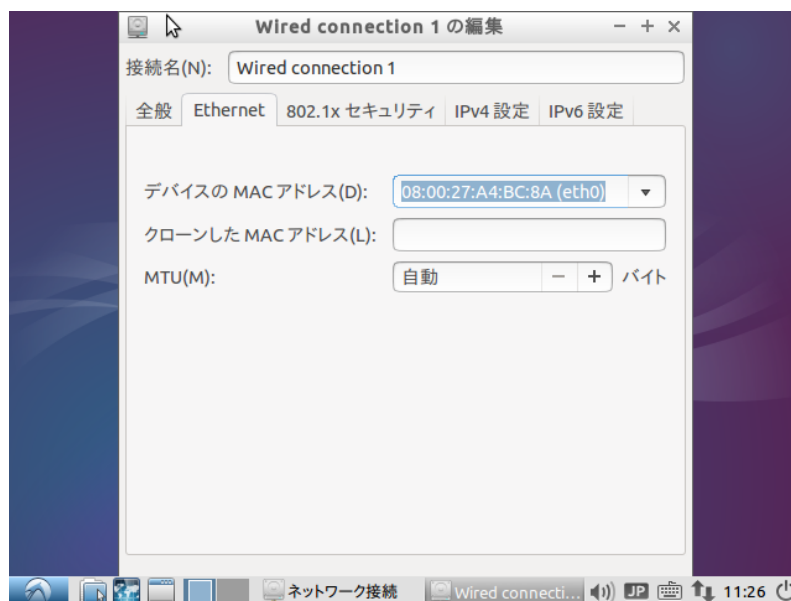 Wired connection 1 の編集
接続名(N): Wired connection 1
全般 Ethernet 802.1x セキュリティ IPv4 設定 IPv6 設定
デバイスの MAC アドレス(D): 08:00:27:A4:BC:8A (eth0)
クローンした MAC アドレス(L):
MTU(M): 自動 − + バイト
ネットワーク接続 Wired connecti... JP 11:26